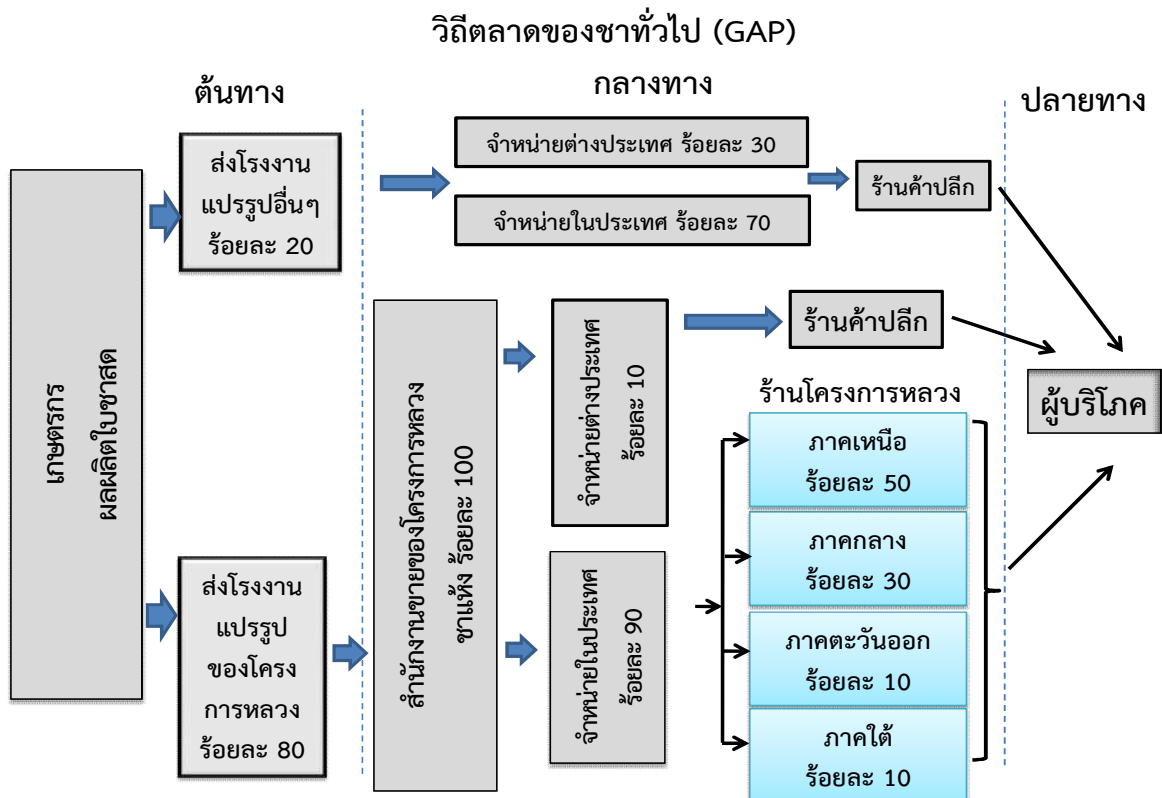 วิถีตลาดของชาทั่วไป (GAP)
ต้นทาง
กลางทาง
ปลายทาง
เกษตรกร
ผลผลิตใบชาสด
ส่งโรงงาน
แปรรูปอื่นๆ
ร้อยละ 20
จำหน่ายต่างประเทศ ร้อยละ 30
จำหน่ายในประเทศ ร้อยละ 70
ร้านค้าปลีก
ส่งโรงงาน
แปรรูป
ของโครง
การหลวง
ร้อยละ 80
สำนักงานขายของโครงการหลวง
ชาแห้ง ร้อยละ 100
จำหน่ายต่างประเทศ
ร้อยละ 10
ร้านค้าปลีก
จำหน่ายในประเทศ
ร้อยละ 90
ร้านโครงการหลวง
ภาคเหนือ
ร้อยละ 50
ภาคกลาง
ร้อยละ 30
ภาคตะวันออก
ร้อยละ 10
ภาคใต้
ร้อยละ 10
ผู้บริโภค